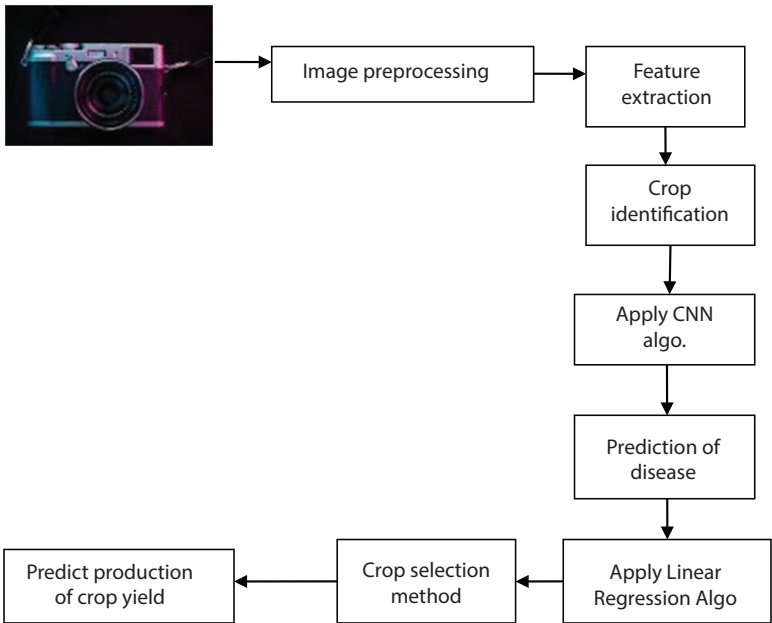 Image preprocessing
Feature
extraction
Crop
identification
Apply CNN
algo.
Prediction of
disease
Apply Linear
Regression Algo
Crop selection
method
Predict production
of crop yield